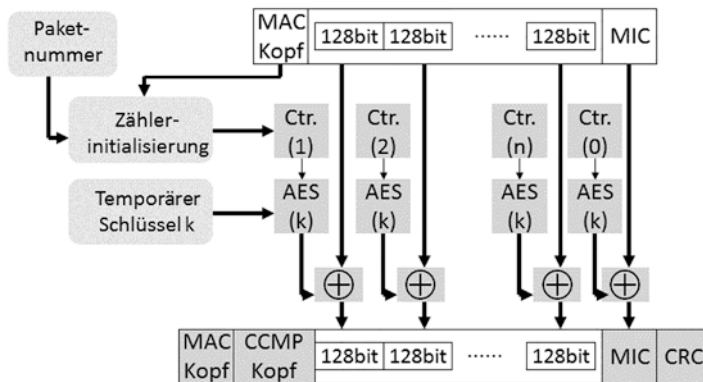 Paket-
nummer
MAC
Kopf
128bit 128bit ...... 128bit
MIC
Zähler-
initialisierung
Ctr.
(1)
Ctr.
(2)
Ctr.
(n)
Ctr.
(0)
Temporärer
Schlüssel k
AES
(k)
AES
(k)
AES
(k)
AES
(k)
MAC
Kopf
CCMP
Kopf
128bit 128bit ...... 128bit
MIC
CRC